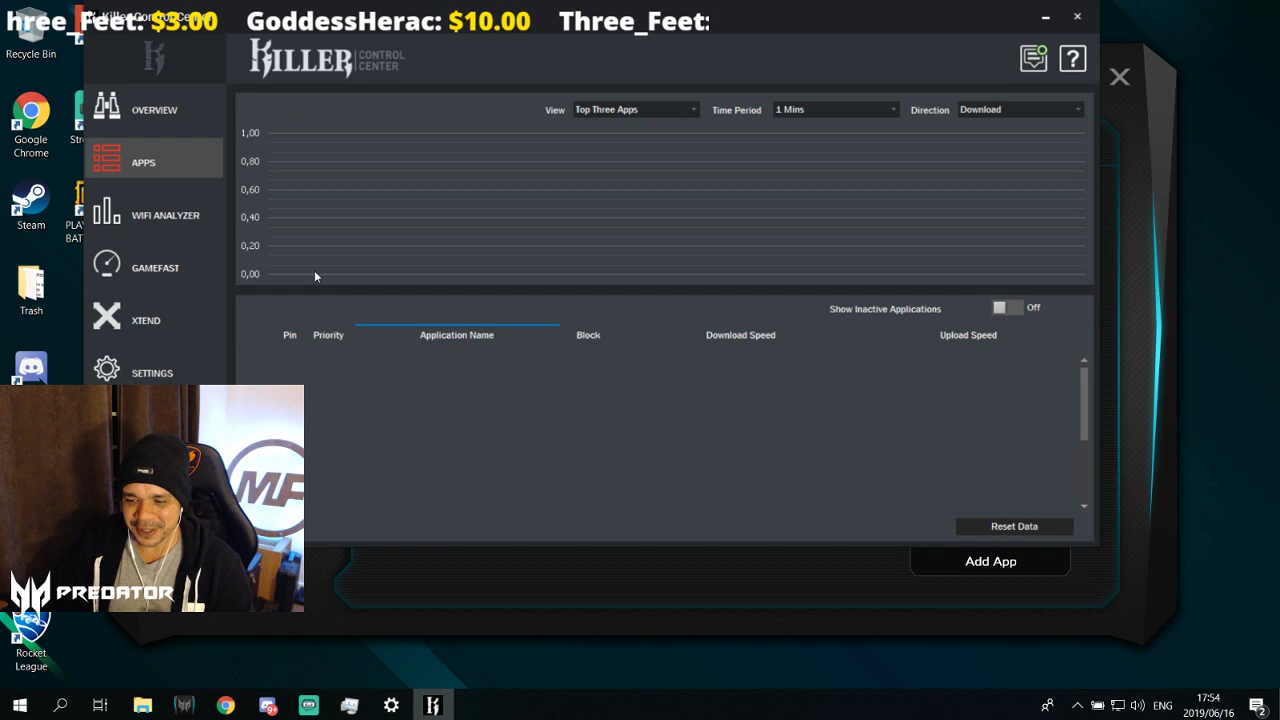 hree_Feet: $3.00 GoddessHerac: $10.00 Three_Feet:
Recycle Bin
KILLER CONTROL CENTER
?
OVERVIEW
View Top Three Apps Time Period 1 Mins Direction Download
Google Chrome
APPS
1,00
0,80
0,60
0,40
0,20
0,00
Steam
WIFI ANALYZER
GAMEFAST
Trash
XTEND
Show Inactive Applications Off
Pin Priority Application Name Block Download Speed Upload Speed
SETTINGS
MP
Reset Data
Add App
PREDATOR
Rocket League
9+
ENG
17:54
2019/06/16
2